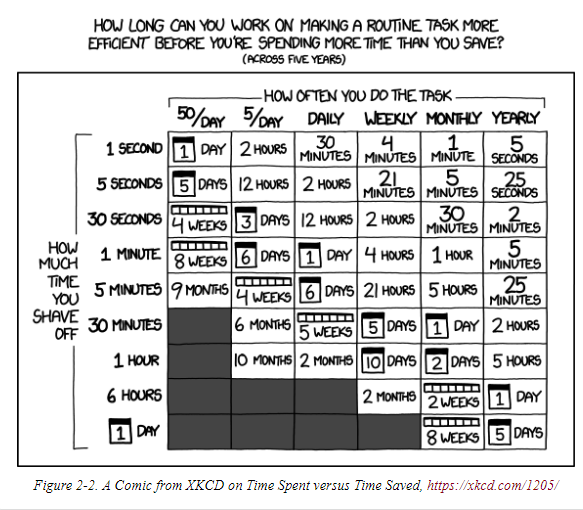 HOW LONG CAN YOU WORK ON MAKING A ROUTINE TASK MORE
EFFICIENT BEFORE YOU'RE SPENDING MORE TIME THAN YOU SAVE?
(ACROSS FIVE YEARS)
HOW OFTEN YOU DO THE TASK
50/DAY 5/DAY DAILY WEEKLY MONTHLY YEARLY
HOW MUCH TIME YOU SHAVE OFF
1 SECOND 1 DAY 2 HOURS 30 MINUTES 4 MINUTES 1 MINUTE 5 SECONDS
5 SECONDS 5 DAYS 12 HOURS 2 HOURS 21 MINUTES 5 MINUTES 25 SECONDS
30 SECONDS 4 WEEKS 3 DAYS 12 HOURS 2 HOURS 30 MINUTES 2 MINUTES
1 MINUTE 8 WEEKS 6 DAYS 1 DAY 4 HOURS 1 HOUR 5 MINUTES
5 MINUTES 9 MONTHS 4 WEEKS 6 DAYS 21 HOURS 5 HOURS 25 MINUTES
30 MINUTES 6 MONTHS 5 WEEKS 5 DAYS 1 DAY 2 HOURS
1 HOUR 10 MONTHS 2 MONTHS 10 DAYS 2 DAYS 5 HOURS
6 HOURS 2 MONTHS 2 WEEKS 1 DAY
1 DAY 8 WEEKS 5 DAYS
Figure 2-2. A Comic from XKCD on Time Spent versus Time Saved, https://xkcd.com/1205/